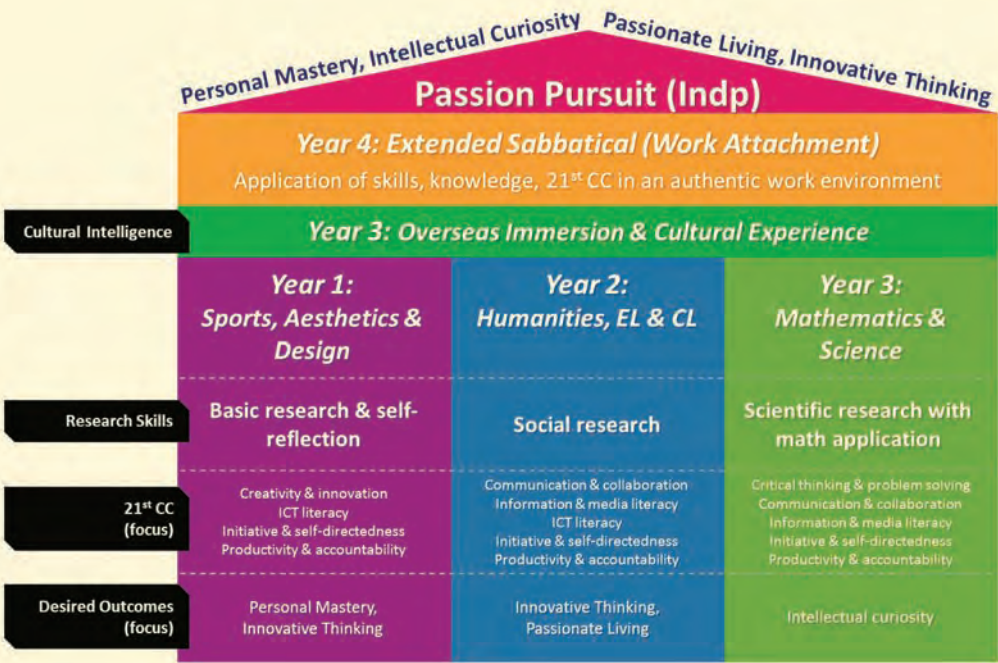 Personal Mastery, Intellectual Curiosity
Passionate Living, Innovative Thinking
Passion Pursuit (Indp)
Year 4: Extended Sabbatical (Work Attachment)
Application of skills, knowledge, 21st CC in an authentic work environment
Cultural Intelligence
Year 3: Overseas Immersion & Cultural Experience
Year 1:
Sports, Aesthetics &
Design
Year 2:
Humanities, EL & CL
Year 3:
Mathematics &
Science
Research Skills
Basic research & self-
reflection
Social research
Scientific research with
math application
21st CC
(focus)
Creativity & innovation
ICT literacy
Initiative & self-directedness
Productivity & accountability
Communication & collaboration
Information & media literacy
ICT literacy
Initiative & self-directedness
Productivity & accountability
Critical thinking & problem solving
Communication & collaboration
Information & media literacy
Initiative & self-directedness
Productivity & accountability
Desired Outcomes
(focus)
Personal Mastery,
Innovative Thinking
Innovative Thinking,
Passionate Living
Intellectual curiosity